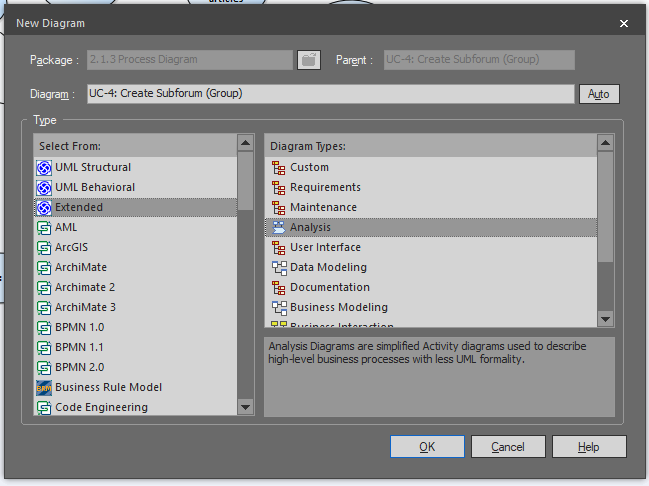 articles
New Diagram
Package : 2.1.3 Process Diagram Parent : UC-4: Create Subforum (Group)
Diagram : UC-4: Create Subforum (Group) Auto
Type
Select From:
UML Structural
UML Behavioral
Extended
AML
ArcGIS
ArchiMate
Archimate 2
ArchiMate 3
BPMN 1.0
BPMN 1.1
BPMN 2.0
BRM Business Rule Model
Code Engineering
Diagram Types:
Custom
Requirements
Maintenance
Analysis
User Interface
Data Modeling
Documentation
Business Modeling
Business Interaction
Analysis Diagrams are simplified Activity diagrams used to describe
high-level business processes with less UML formality.
OK Cancel Help